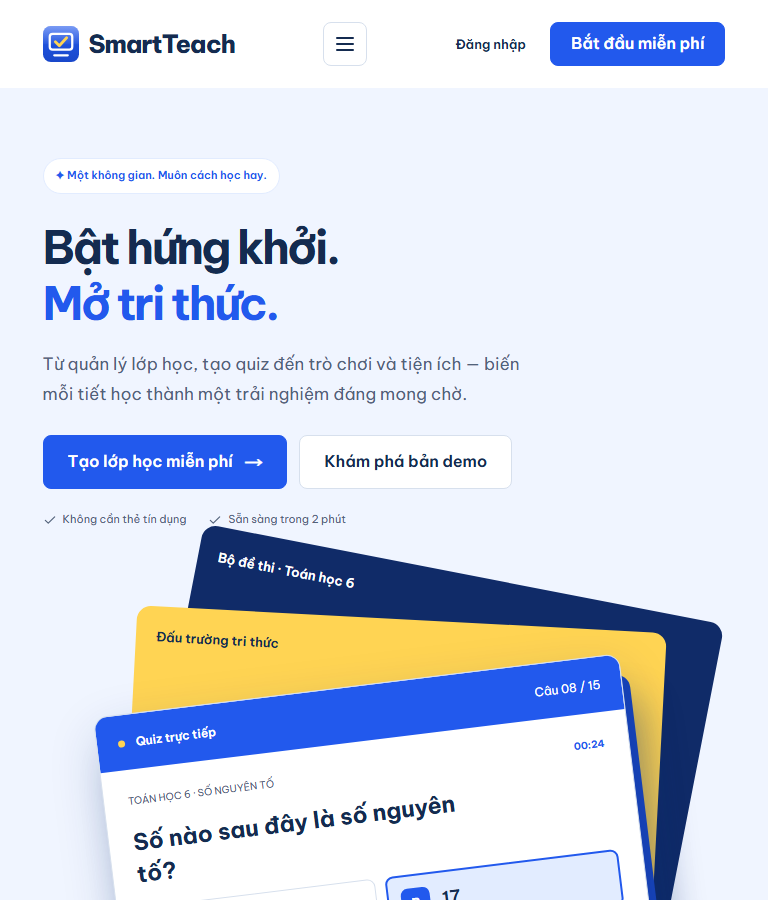 SmartTeach
Đăng nhập
Bắt đầu miễn phí
✦ Một không gian. Muôn cách học hay.
Bật hứng khởi.
Mở tri thức.
Từ quản lý lớp học, tạo quiz đến trò chơi và tiện ích — biến
mỗi tiết học thành một trải nghiệm đáng mong chờ.
Tạo lớp học miễn phí →
Khám phá bản demo
Không cần thẻ tín dụng
Sẵn sàng trong 2 phút
Bộ đề thi · Toán học 6
Đấu trường tri thức
Quiz trực tiếp
Câu 08 / 15
00:24
TOÁN HỌC 6 · SỐ NGUYÊN TỐ
Số nào sau đây là số nguyên
tố?
17